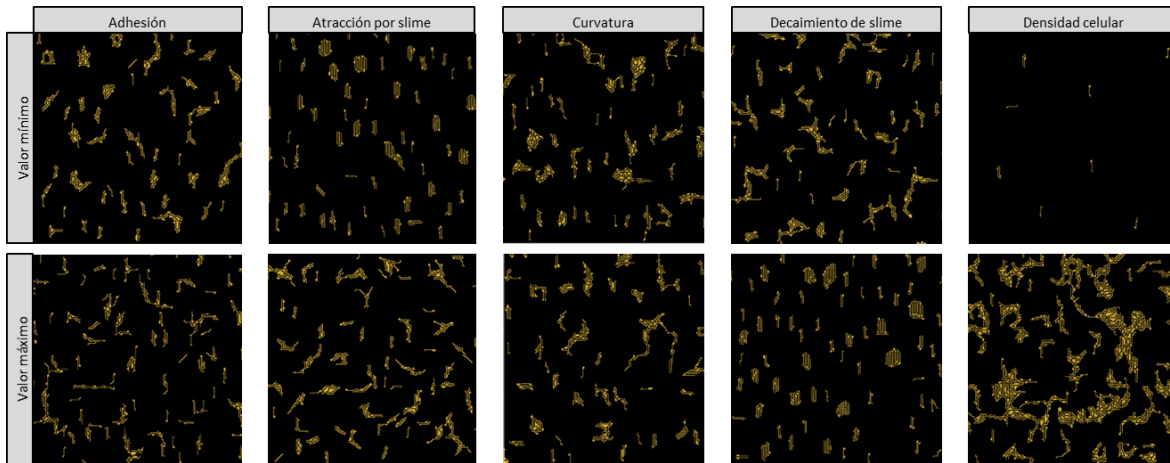 Adhesión
Atracción por slime
Curvatura
Decaimiento de slime
Densidad celular
Valor mínimo
Valor máximo